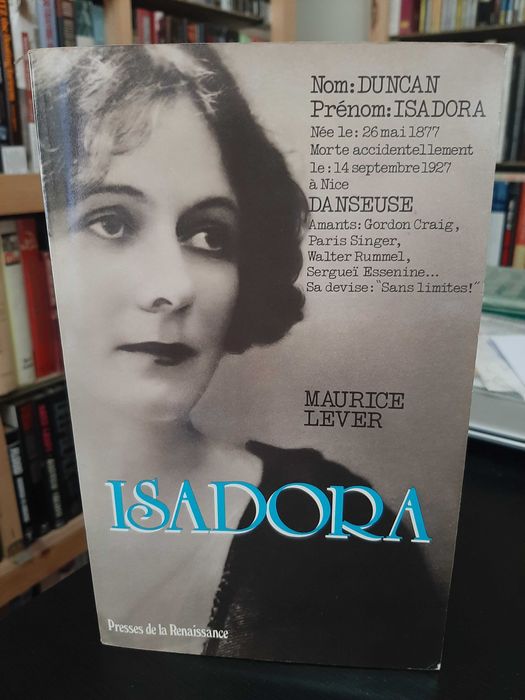 Nom: DUNCAN
Prénom: ISADORA
Née le: 26 mai 1877
Morte accidentellement
le: 14 septembre 1927
à Nice
DANSEUSE
Amants: Gordon Craig,
Paris Singer,
Walter Rummel,
Sergueï Essenine...
Sa devise: "Sans limites!"
MAURICE
LEVER
ISADORA
Presses de la Renaissance